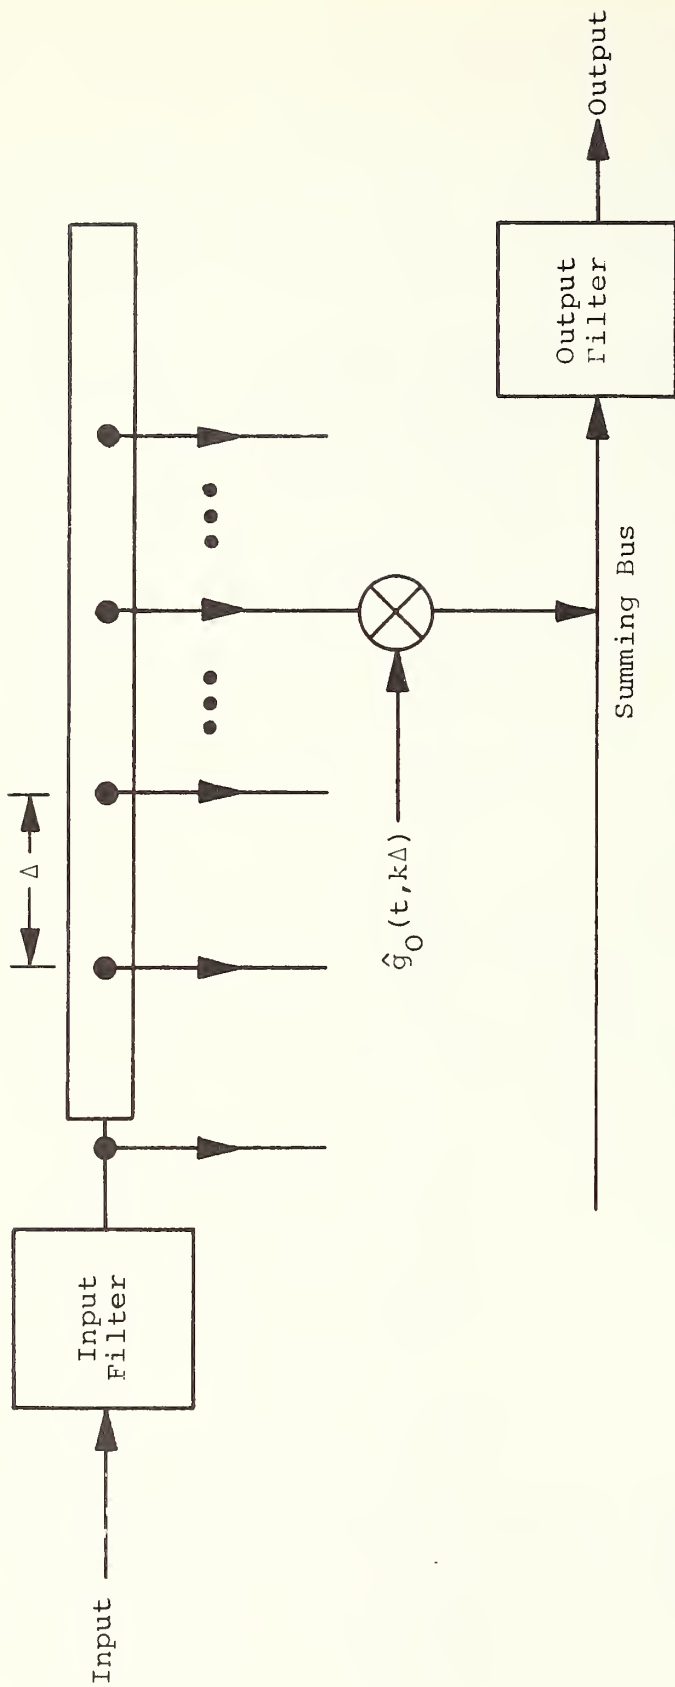 Input
Input
Filter
Δ
ĝ₀(t,kΔ)
Summing Bus
Output
Filter
Output